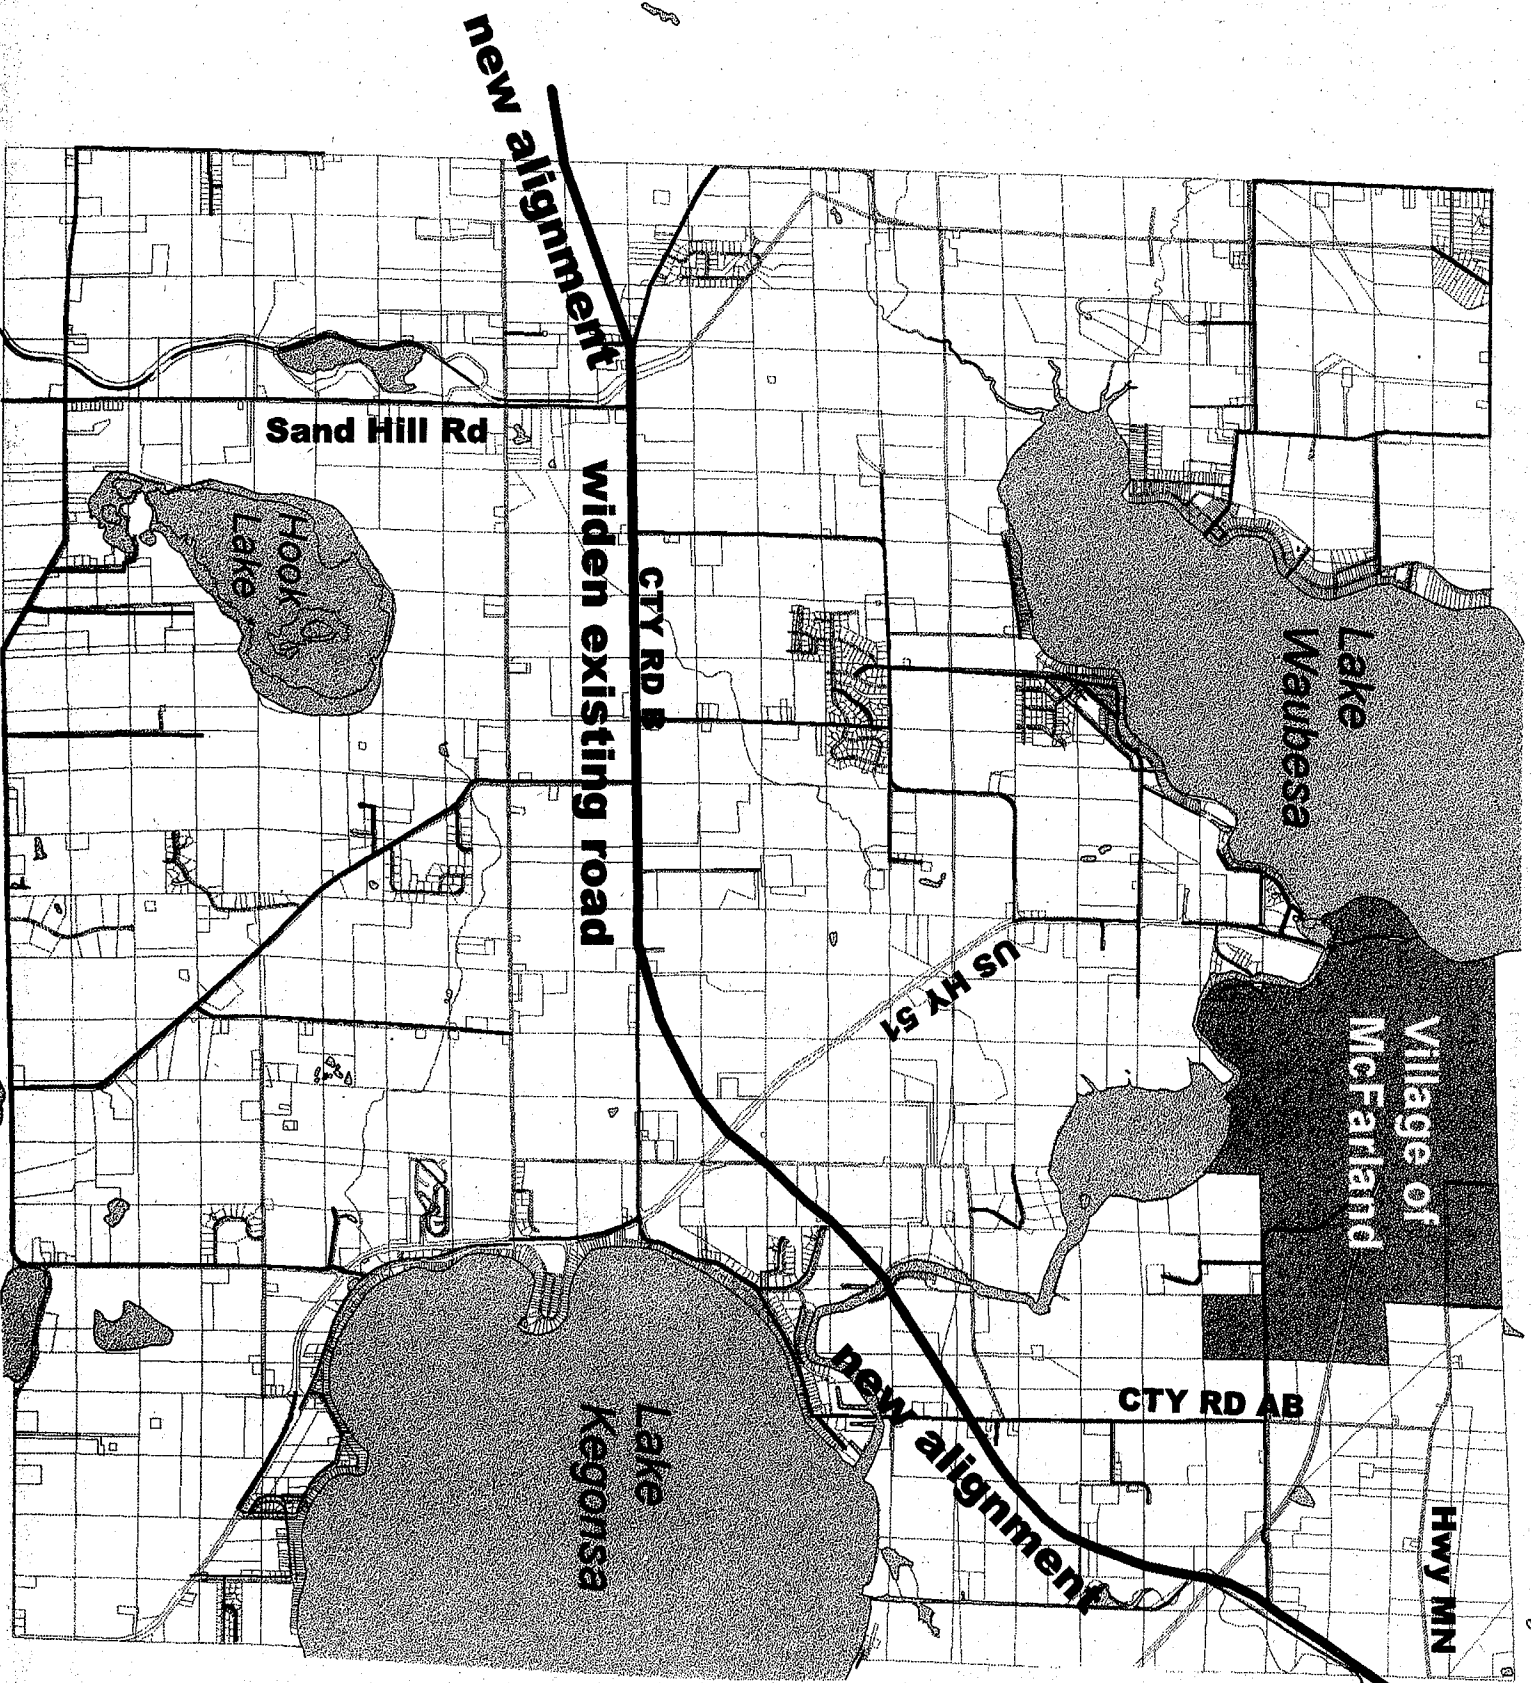 new alignment
Sand Hill Rd
Hook
Lake
widen existing road
CTY RD B
Lake
Waubesa
US HY 51
Village of
McFarland
new alignment
CTY RD AB
Lake
Kegonsa
Hwy MN